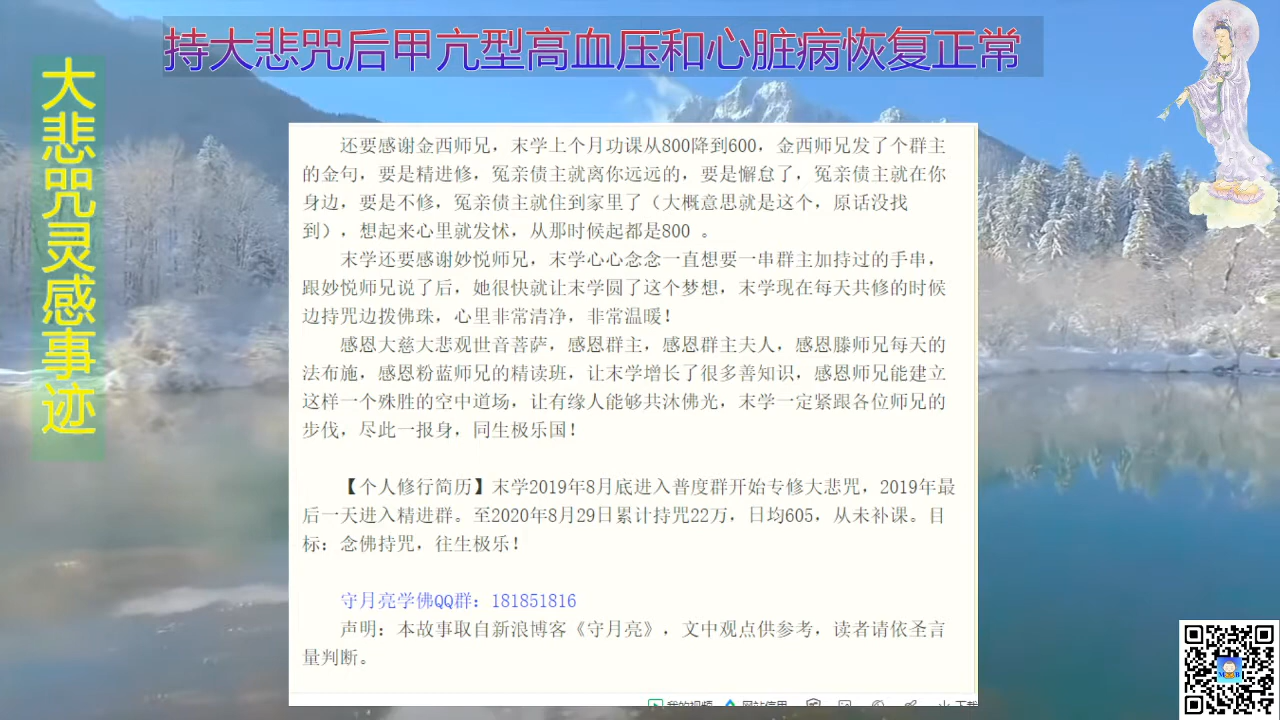 持大悲咒后甲亢型高血压和心脏病恢复正常
大悲咒灵感事迹
还要感谢金西师兄，末学上个月功课从800降到600，金西师兄发了个群主
的金句，要是精进修，冤亲债主就离你远远的，要是懈怠了，冤亲债主就在你
身边，要是不修，冤亲债主就住到家里了（大概意思就是这个，原话没找
到），想起来心里就发怵，从那时候起都是800 。
末学还要感谢妙悦师兄，末学心心念念一直想要一串群主加持过的手串，
跟妙悦师兄说了后，她很快就让末学圆了这个梦想，末学现在每天共修的时候
边持咒边拨佛珠，心里非常清净，非常温暖！
感恩大慈大悲观世音菩萨，感恩群主，感恩群主夫人，感恩滕师兄每天的
法布施，感恩粉蓝师兄的精读班，让末学增长了很多善知识，感恩师兄能建立
这样一个殊胜的空中道场，让有缘人能够共沐佛光，末学一定紧跟各位师兄的
步伐，尽此一报身，同生极乐国！
【个人修行简历】末学2019年8月底进入普度群开始专修大悲咒，2019年最
后一天进入精进群。至2020年8月29日累计持咒22万，日均605，从未补课。目
标：念佛持咒，往生极乐！
守月亮学佛QQ群：181851816
声明：本故事取自新浪博客《守月亮》，文中观点供参考，读者请依圣言
量判断。